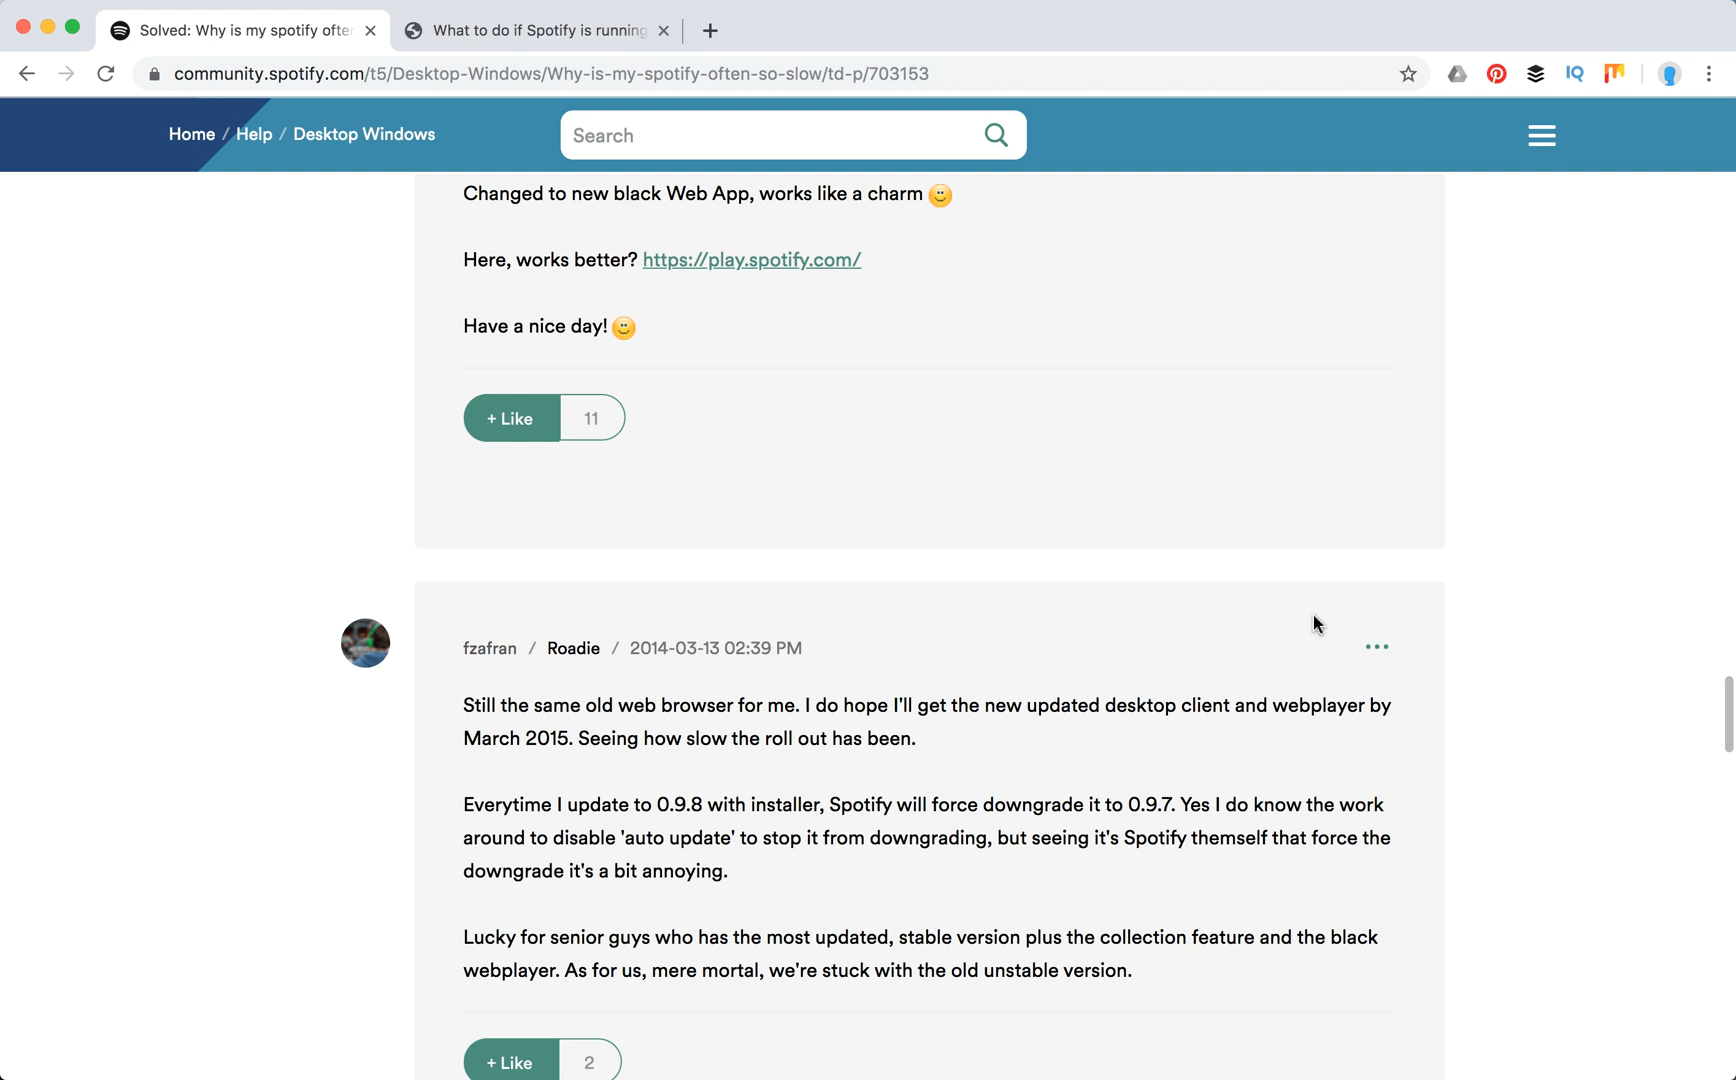 Solved: Why is my spotify ofte
What to do if Spotify is running
community.spotify.com/t5/Desktop-Windows/Why-is-my-spotify-often-so-slow/td-p/703153
IQ
Home / Help / Desktop Windows
Search
Changed to new black Web App, works like a charm
Here, works better? https://play.spotify.com/
Have a nice day!
+ Like 11
fzafran / Roadie / 2014-03-13 02:39 PM
Still the same old web browser for me. I do hope I'll get the new updated desktop client and webplayer by
March 2015. Seeing how slow the roll out has been.
Everytime I update to 0.9.8 with installer, Spotify will force downgrade it to 0.9.7. Yes I do know the work
around to disable 'auto update' to stop it from downgrading, but seeing it's Spotify themself that force the
downgrade it's a bit annoying.
Lucky for senior guys who has the most updated, stable version plus the collection feature and the black
webplayer. As for us, mere mortal, we're stuck with the old unstable version.
+ Like 2